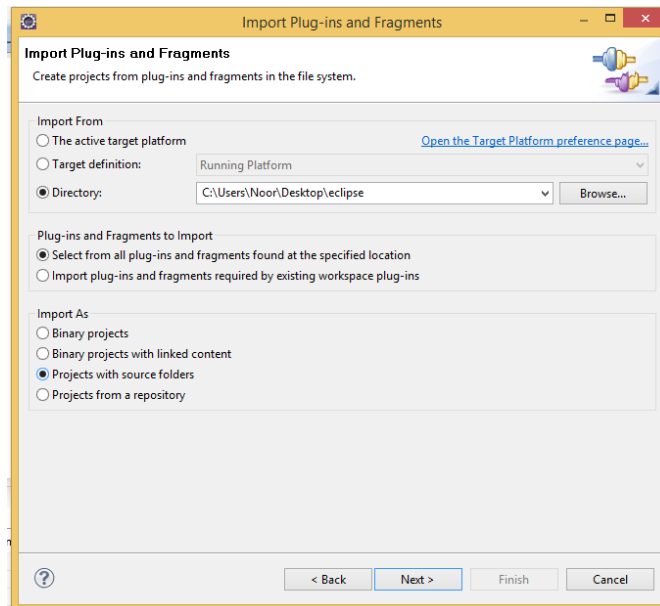 Import Plug-ins and Fragments
Import Plug-ins and Fragments
Create projects from plug-ins and fragments in the file system.
Import From
The active target platform
Open the Target Platform preference page...
Target definition:
Running Platform
Directory:
C:\Users\Noor\Desktop\eclipse
Browse...
Plug-ins and Fragments to Import
Select from all plug-ins and fragments found at the specified location
Import plug-ins and fragments required by existing workspace plug-ins
Import As
Binary projects
Binary projects with linked content
Projects with source folders
Projects from a repository
< Back
Next >
Finish
Cancel